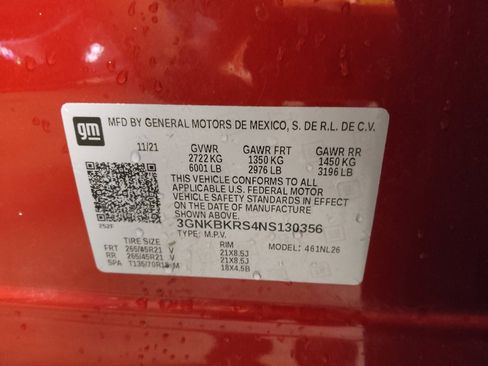 gm
MFD BY GENERAL MOTORS DE MEXICO, S. DE R.L. DE C.V.
11/21 GVWR GAWR FRT GAWR RR
2722 KG 1350 KG 1450 KG
6001 LB 2976 LB 3196 LB
THIS VEHICLE CONFORMS TO ALL
APPLICABLE U.S. FEDERAL MOTOR
VEHICLE SAFETY STANDARDS IN EFFECT
ON THE DATE OF MANUFACTURE
SHOWN ABOVE.
252F 3GNKBKRS4NS130356
TYPE: M.P.V. MODEL: 461NL26
TIRE SIZE RIM
FRT 265/45R21 V 21X8.5J
RR 265/45R21 V 21X8.5J
SPA T135/70R18 M 18X4.5B